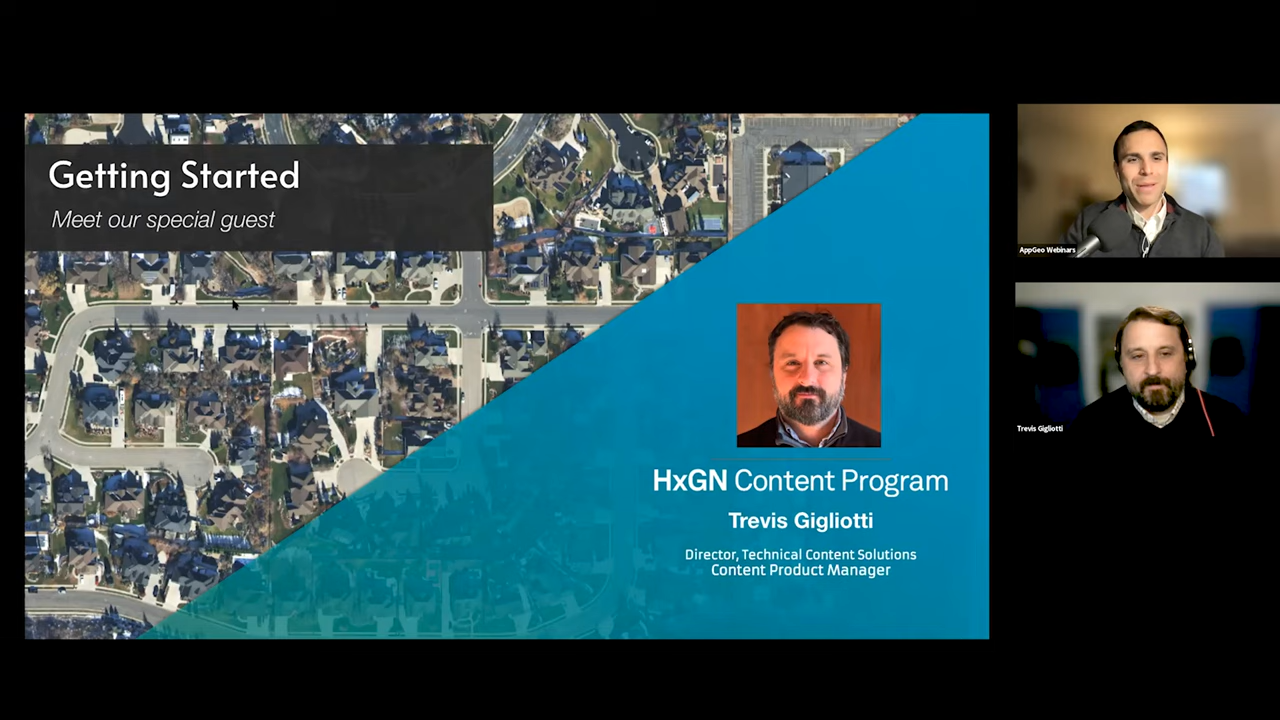 Getting Started
Meet our special guest
HxGN Content Program
Trevis Gigliotti
Director, Technical Content Solutions
Content Product Manager
AppGeo Webinars
Trevis Gigliotti